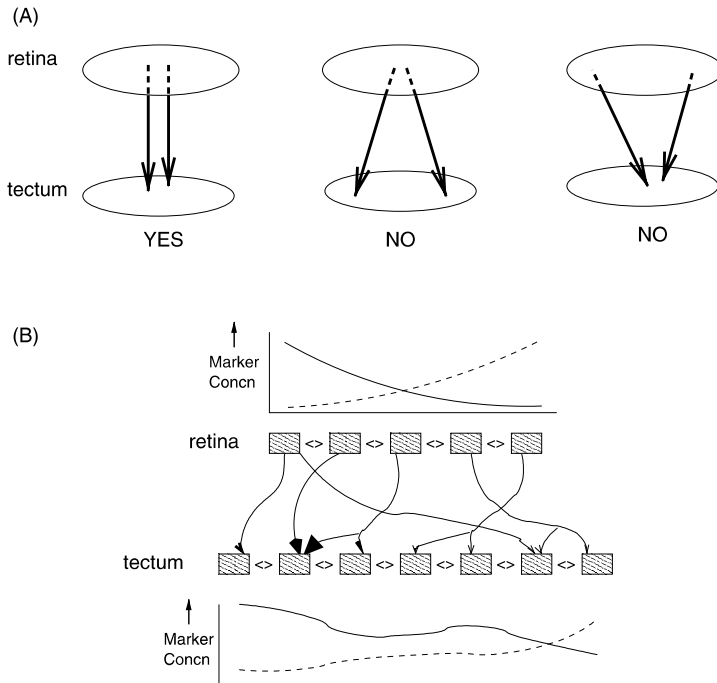 (A)
retina
tectum
YES
NO
NO
(B)
Marker
Concn
retina <> <> <> <>
tectum <> <> <> <> <> <>
Marker
Concn